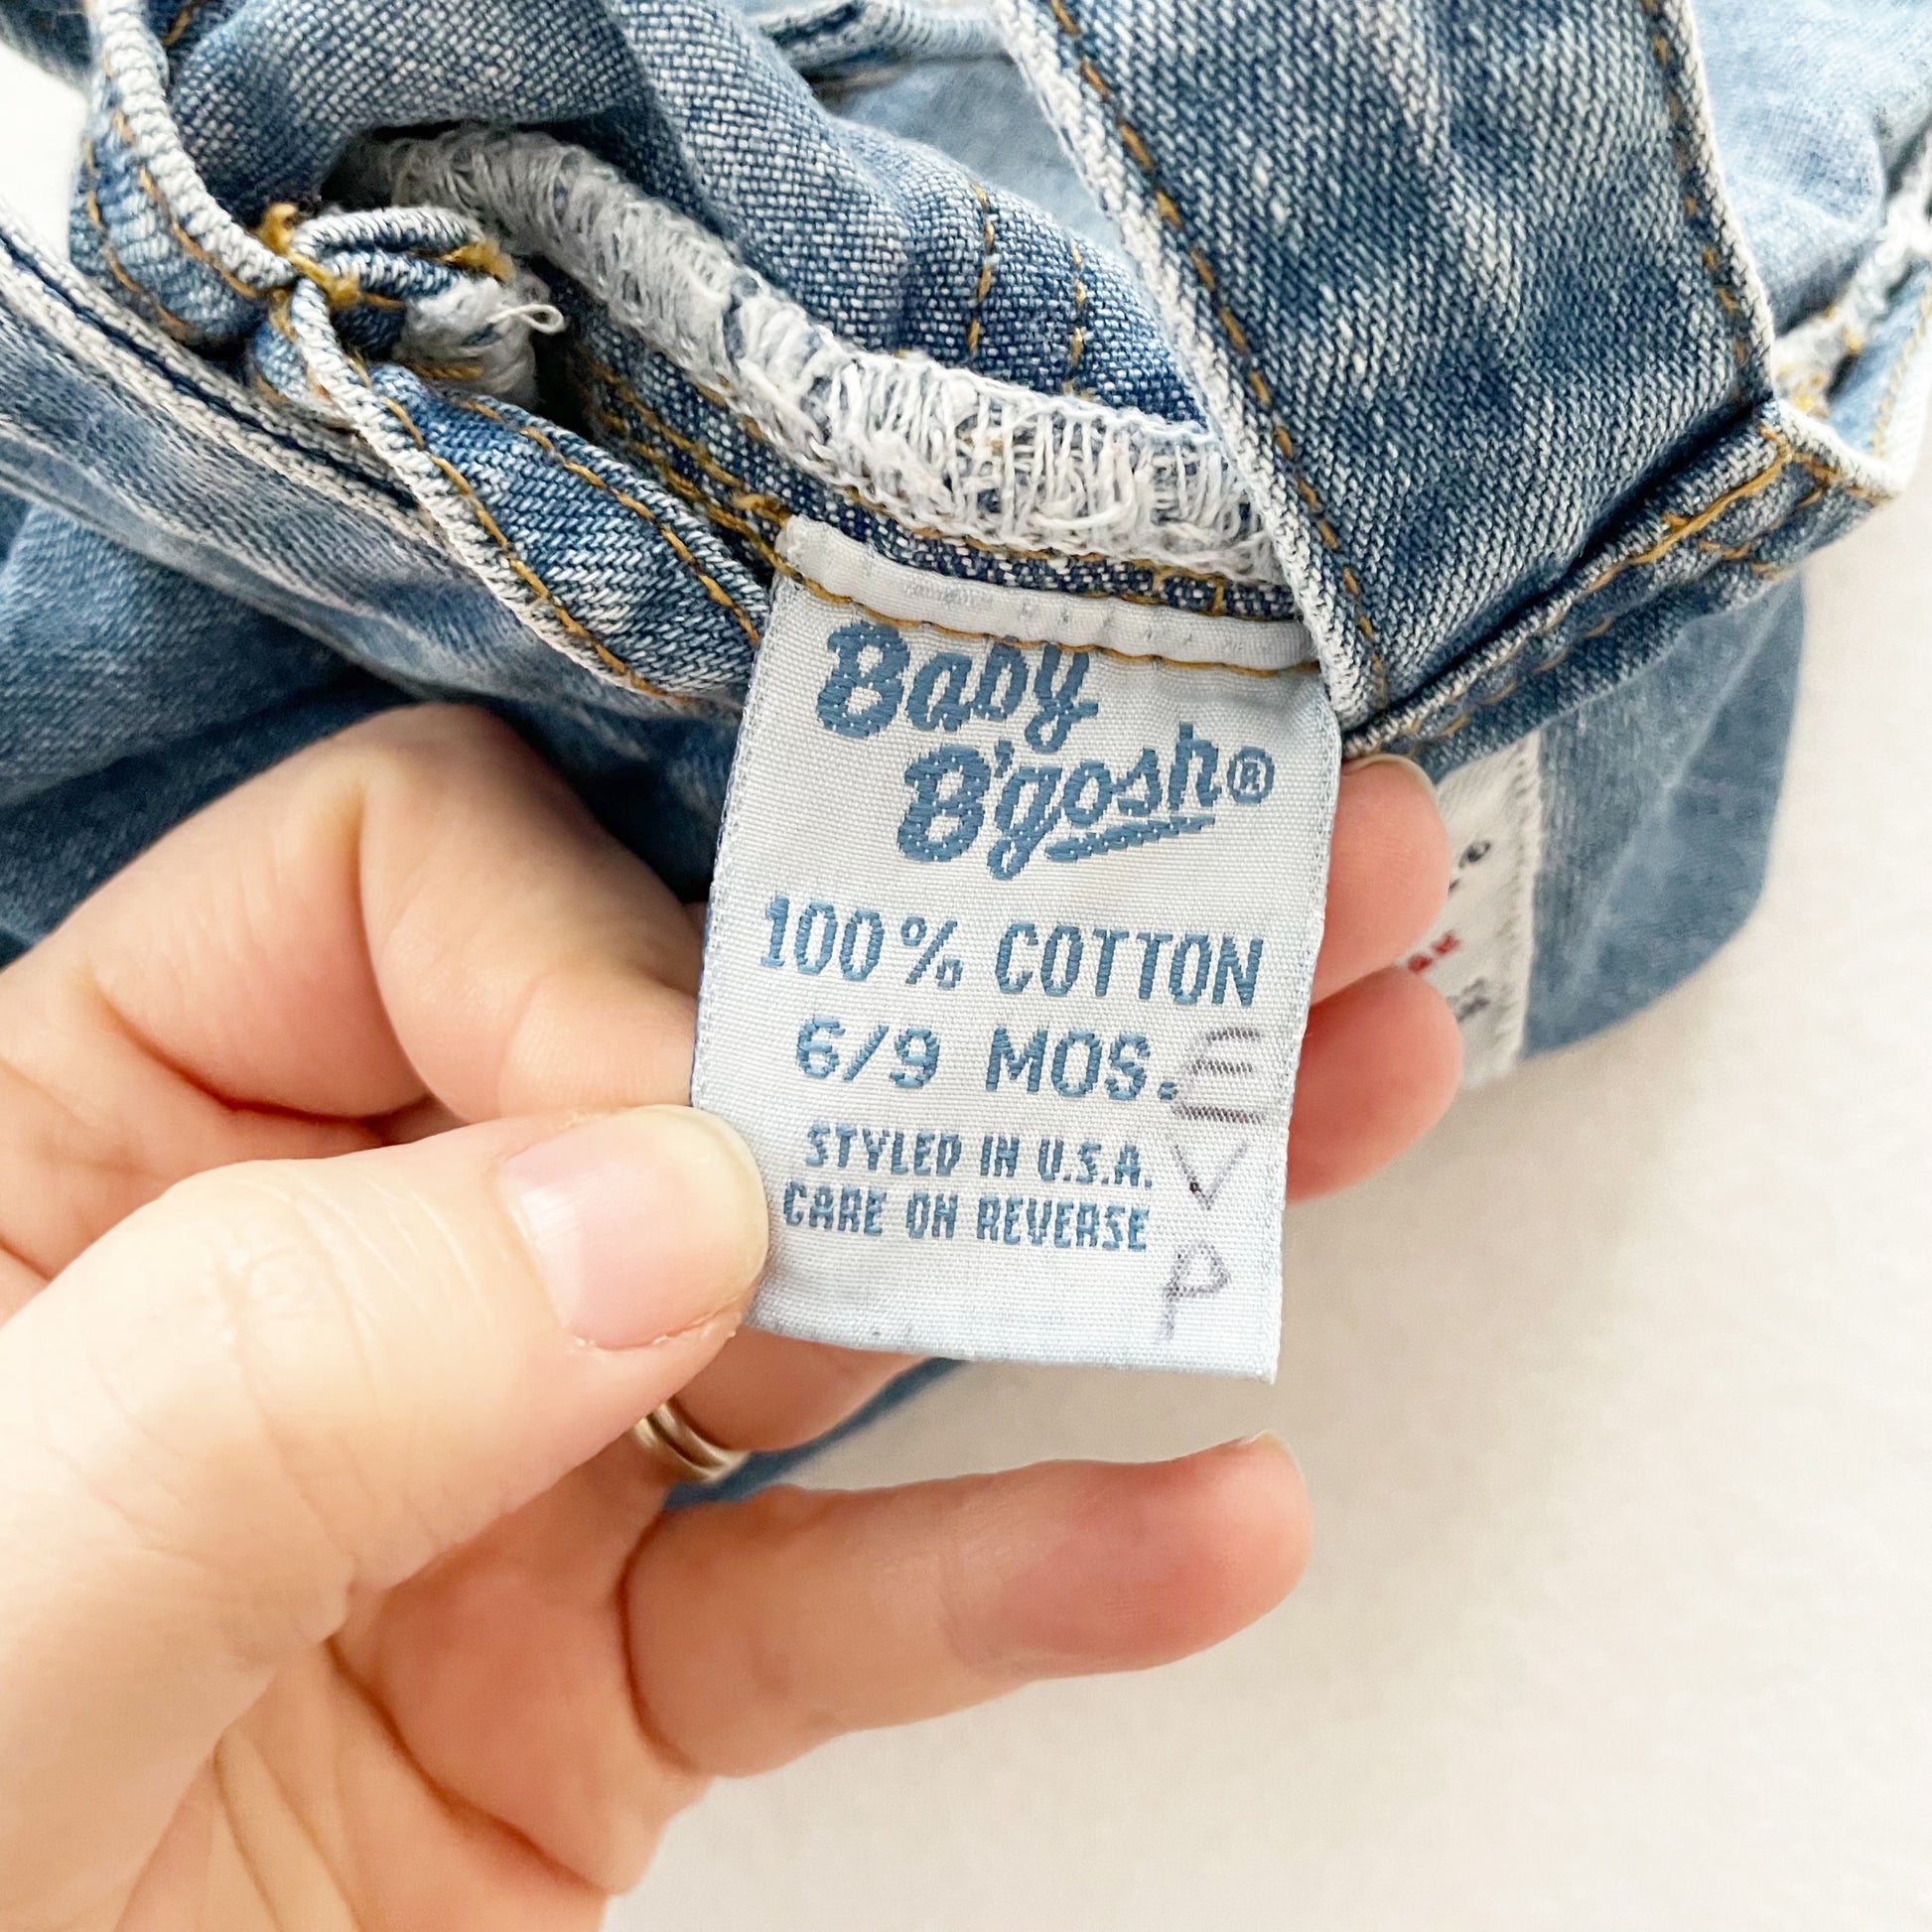 Baby
B'gosh®
100% COTTON
6/9 MOS.
E
STYLED IN U.S.A.
V
CARE ON REVERSE
P